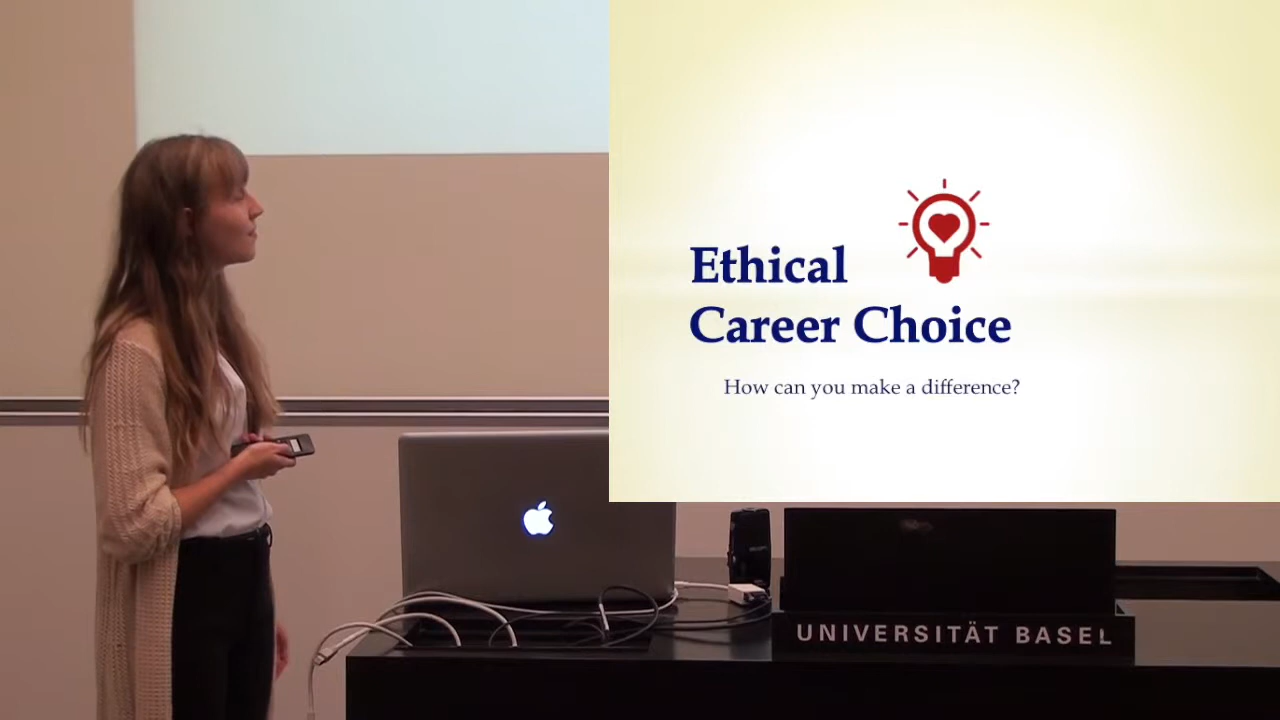 Ethical
Career Choice
How can you make a difference?
UNIVERSITÄT BASEL